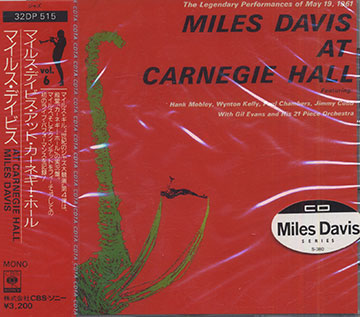 ジャズ
32DP 515
vol.
6
マイルス・デイビス・アット・カーネギー・ホール
マイルス・デイビス
AT CARNEGIE HALL
MILES DAVIS
MONO
株式会社CBSソニー
¥3,200
The Legendary Performances of May 19, 1961
MILES DAVIS
AT
CARNEGIE HALL
Featuring
Hank Mobley, Wynton Kelly, Paul Chambers, Jimmy Cobb
With Gil Evans and His 21 Piece Orchestra
CD
Miles Davis
SERIES
S-360